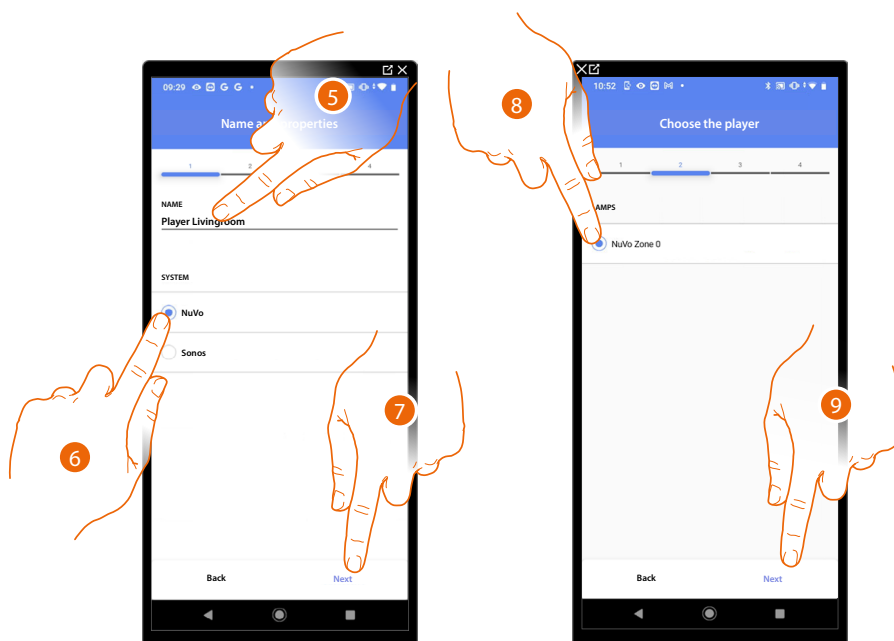 5
09:29 G G
Name and Properties
1 2 4
NAME
Player Livingroom
SYSTEM
NuVo
Sonos
6
7
Back Next
8
10:52
Choose the player
1 2 3 4
AMPS
NuVo Zone 0
9
Back Next